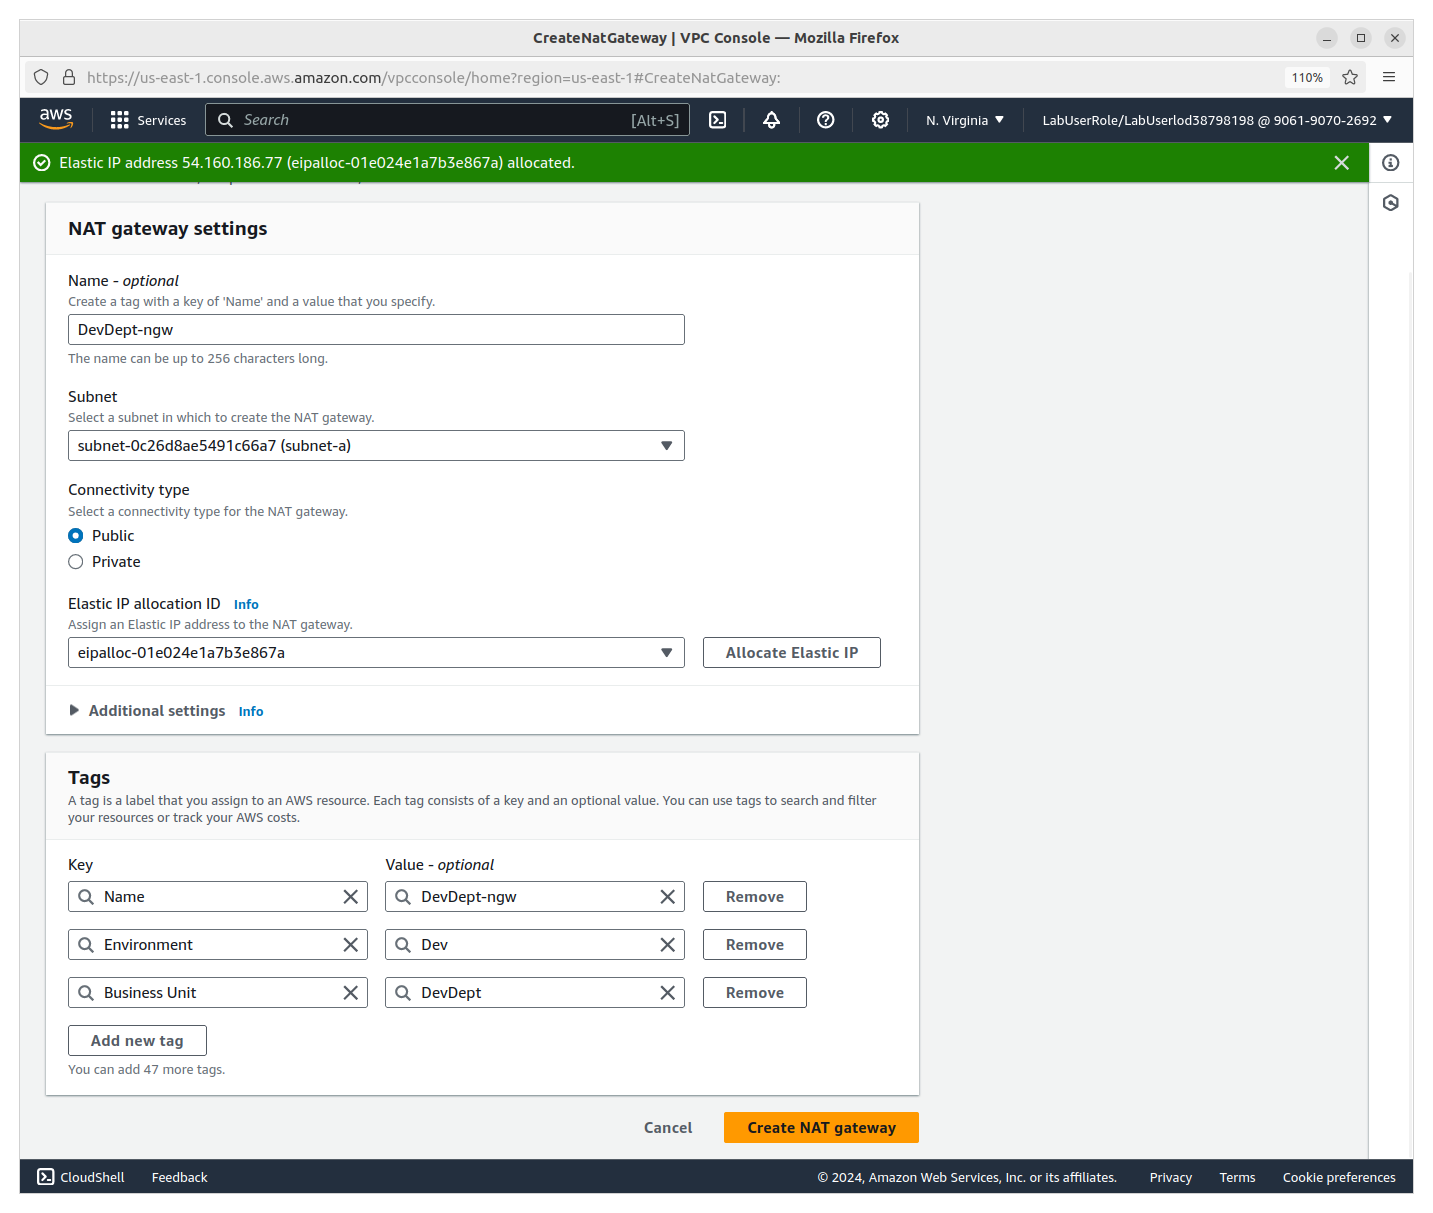 CreateNatGateway | VPC Console — Mozilla Firefox
https://us-east-1.console.aws.amazon.com/vpcconsole/home?region=us-east-1#CreateNatGateway:
110%
aws
Services
Search
[Alt+S]
N. Virginia
LabUserRole/LabUserlod38798198 @ 9061-9070-2692
Elastic IP address 54.160.186.77 (eipalloc-01e024e1a7b3e867a) allocated.
NAT gateway settings
Name - optional
Create a tag with a key of 'Name' and a value that you specify.
DevDept-ngw
The name can be up to 256 characters long.
Subnet
Select a subnet in which to create the NAT gateway.
subnet-0c26d8ae5491c66a7 (subnet-a)
Connectivity type
Select a connectivity type for the NAT gateway.
Public
Private
Elastic IP allocation ID Info
Assign an Elastic IP address to the NAT gateway.
eipalloc-01e024e1a7b3e867a
Allocate Elastic IP
Additional settings Info
Tags
A tag is a label that you assign to an AWS resource. Each tag consists of a key and an optional value. You can use tags to search and filter
your resources or track your AWS costs.
Key
Value - optional
Name
DevDept-ngw
Remove
Environment
Dev
Remove
Business Unit
DevDept
Remove
Add new tag
You can add 47 more tags.
Cancel
Create NAT gateway
CloudShell
Feedback
© 2024, Amazon Web Services, Inc. or its affiliates.
Privacy
Terms
Cookie preferences